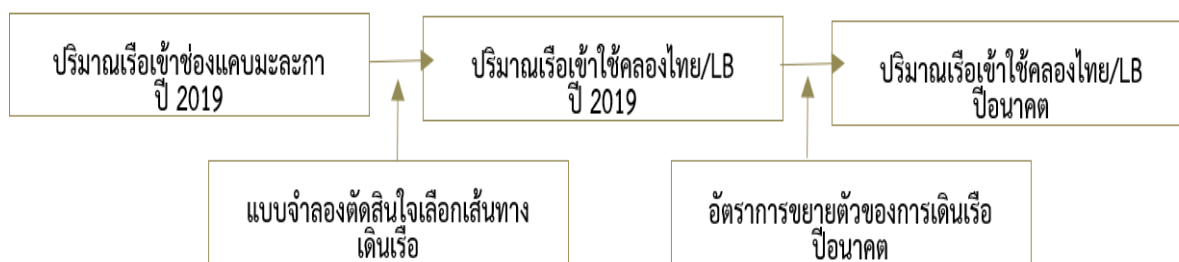 ปริมาณเรือเข้าช่องแคบมะละกา
ปี 2019
ปริมาณเรือเข้าใช้คลองไทย/LB
ปี 2019
ปริมาณเรือเข้าใช้คลองไทย/LB
ปีอนาคต
แบบจำลองตัดสินใจเลือกเส้นทาง
เดินเรือ
อัตราการขยายตัวของการเดินเรือ
ปีอนาคต